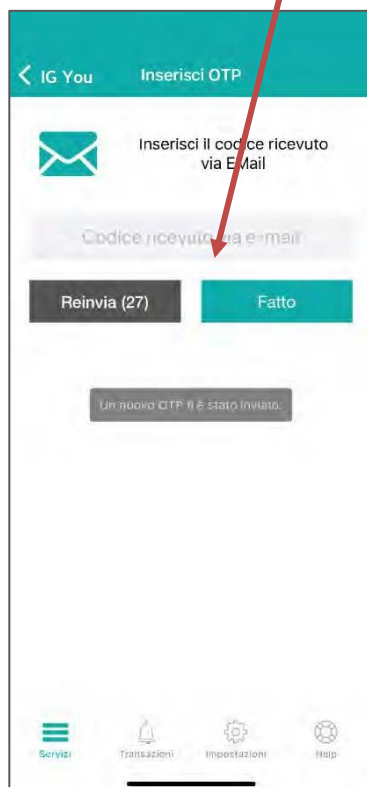 IG You
Inserisci OTP
Inserisci il codice ricevuto
via EMail
Codice ricevuto via e-mail
Reinvia (27)
Fatto
Un nuovo OTP ti è stato inviato.
Servizi
Transazioni
Impostazioni
Help